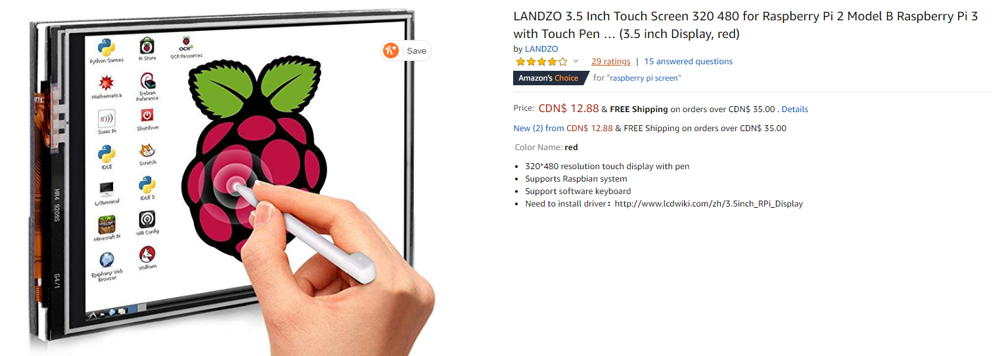 LANDZO 3.5 Inch Touch Screen 320 480 for Raspberry Pi 2 Model B Raspberry Pi 3
with Touch Pen … (3.5 inch Display, red)
by LANDZO
29 ratings | 15 answered questions
Amazon's Choice for "raspberry pi screen"
Price: CDN$ 12.88 & FREE Shipping on orders over CDN$ 35.00 . Details
New (2) from CDN$ 12.88 & FREE Shipping on orders over CDN$ 35.00
Color Name: red
• 320*480 resolution touch display with pen
• Supports Raspbian system
• Support software keyboard
• Need to install driver：http://www.lcdwiki.com/zh/3.5inch_RPi_Display
h+ Save
Python Games
Pi Store
OCR
OCR Resources
Mathematica
Debian
Reference
π)))
Sonic Pi
Shutdown
IDLE
Scratch
LXTerminal
IDLE 3
Minecraft Pi
WiFi Config
Epiphany Web
Browser
Wolfram
HR4 9209S
G4/1